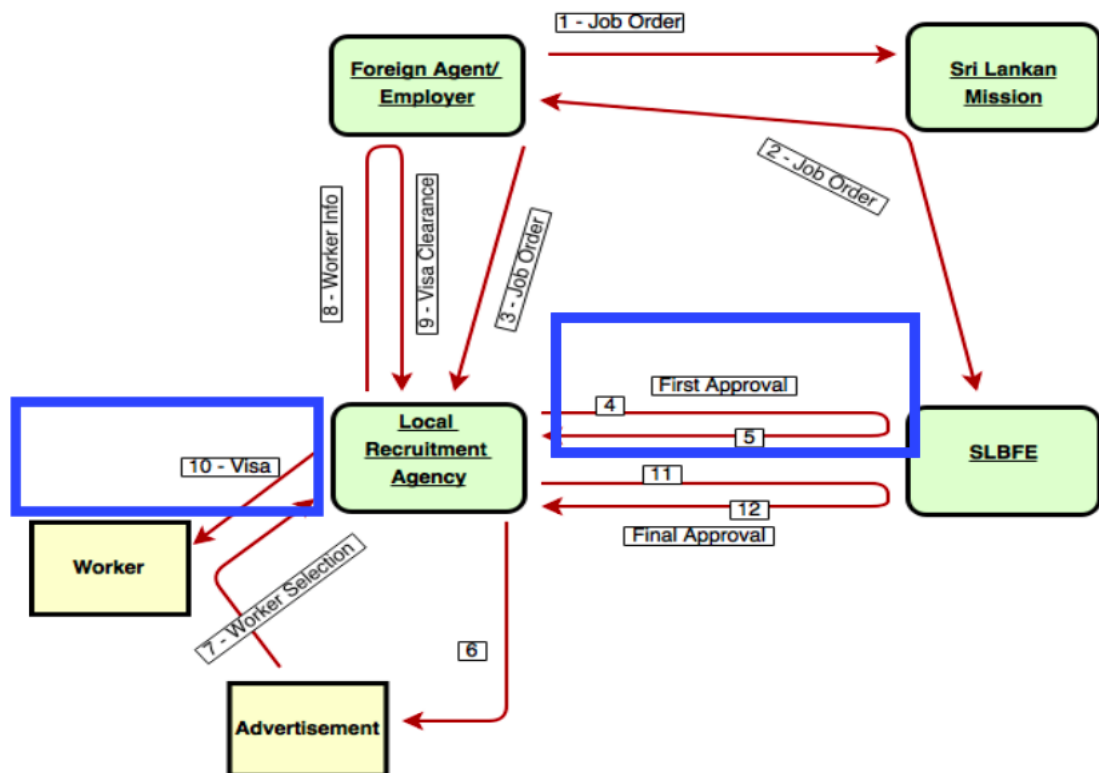 1 - Job Order
Foreign Agent/
Employer
Sri Lankan
Mission
2 - Job Order
8 - Worker Info
9 - Visa Clearance
3 - Job Order
First Approval
4
5
Local
Recruitment
Agency
SLBFE
10 - Visa
11
12
Final Approval
Worker
7 - Worker Selection
6
Advertisement